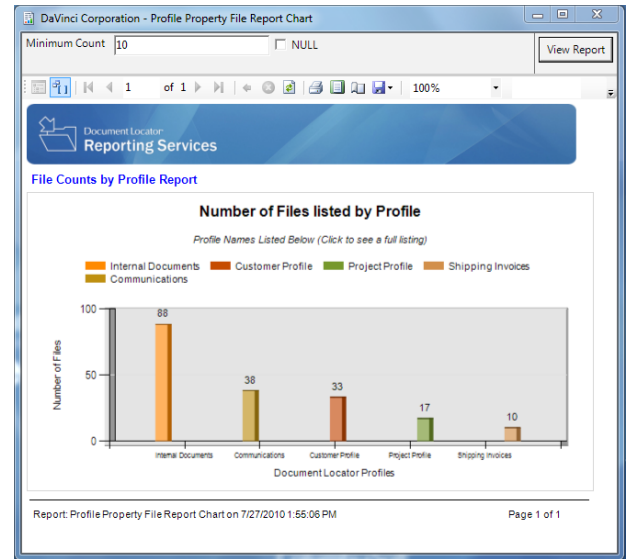 DaVinci Corporation - Profile Property File Report Chart
Minimum Count 10 NULL View Report
1 of 1 100%
Document Locator
Reporting Services
File Counts by Profile Report
Number of Files listed by Profile
Profile Names Listed Below (Click to see a full listing)
Internal Documents Customer Profile Project Profile Shipping Invoices
Communications
100
88
50
38
33
17
10
0
Number of Files
Internal Documents Communications Customer Profile Project Profile Shipping Invoices
Document Locator Profiles
Report: Profile Property File Report Chart on 7/27/2010 1:55:06 PM Page 1 of 1